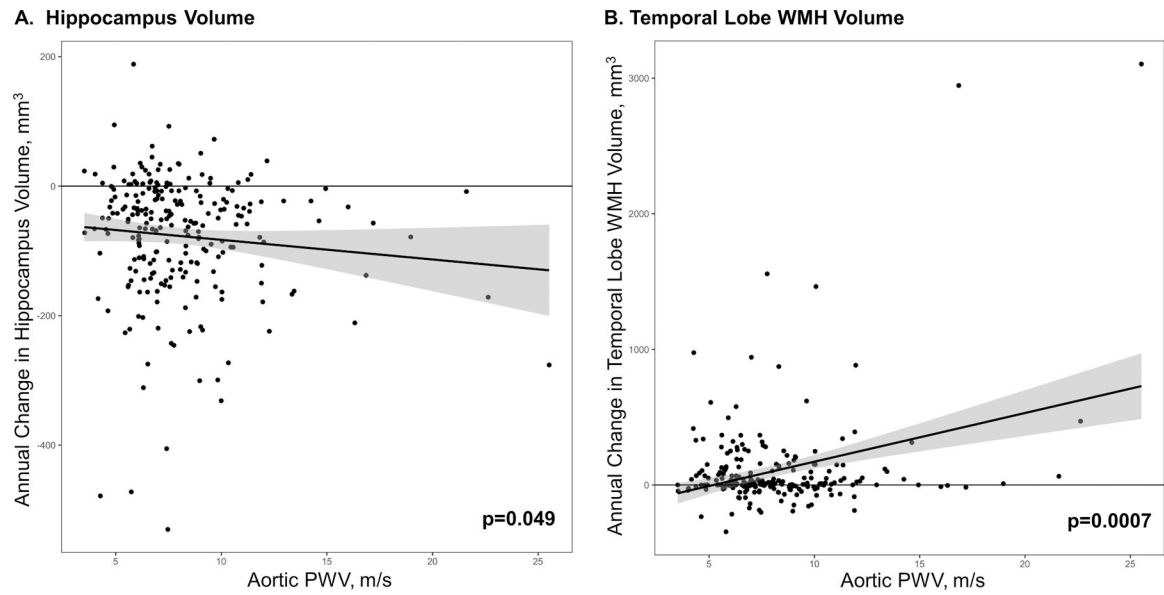 A. Hippocampus Volume
Annual Change in Hippocampus Volume, mm³
200
0
-200
-400
5
10
15
20
25
Aortic PWV, m/s
p=0.049
B. Temporal Lobe WMH Volume
Annual Change in Temporal Lobe WMH Volume, mm³
3000
2000
1000
0
5
10
15
20
25
Aortic PWV, m/s
p=0.0007